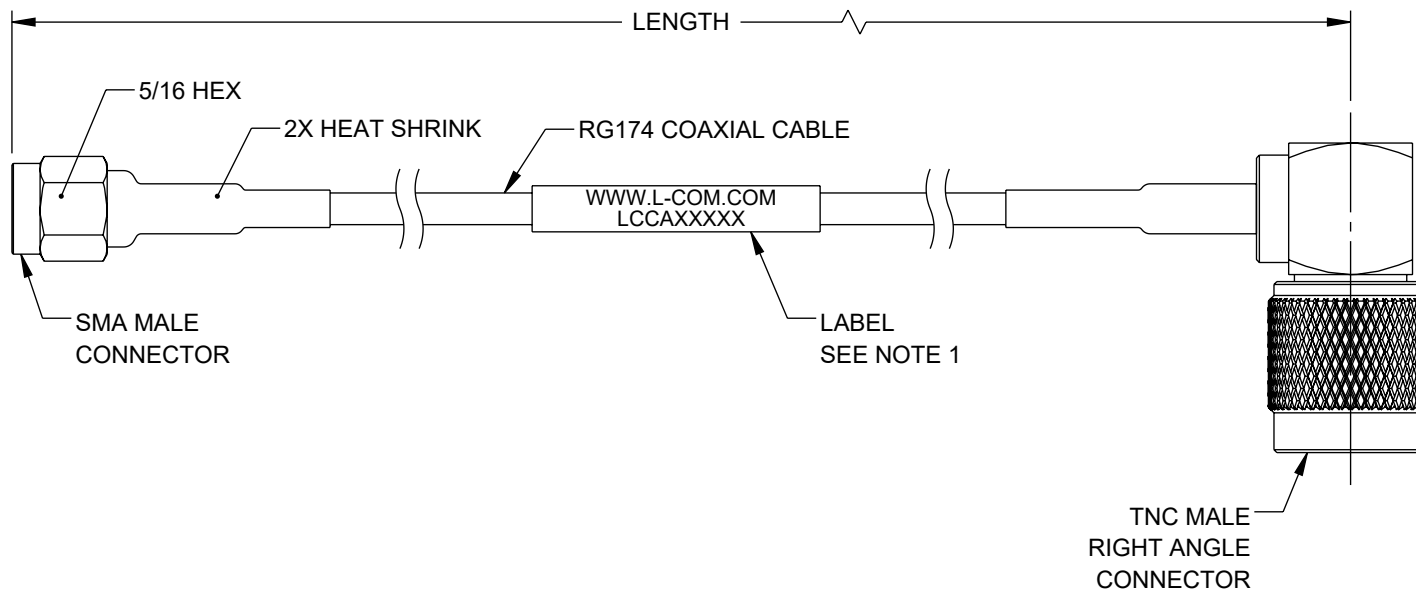 LENGTH
5/16 HEX
2X HEAT SHRINK
RG174 COAXIAL CABLE
WWW.L-COM.COM
LCCAXXXXX
SMA MALE
CONNECTOR
LABEL
SEE NOTE 1
TNC MALE
RIGHT ANGLE
CONNECTOR